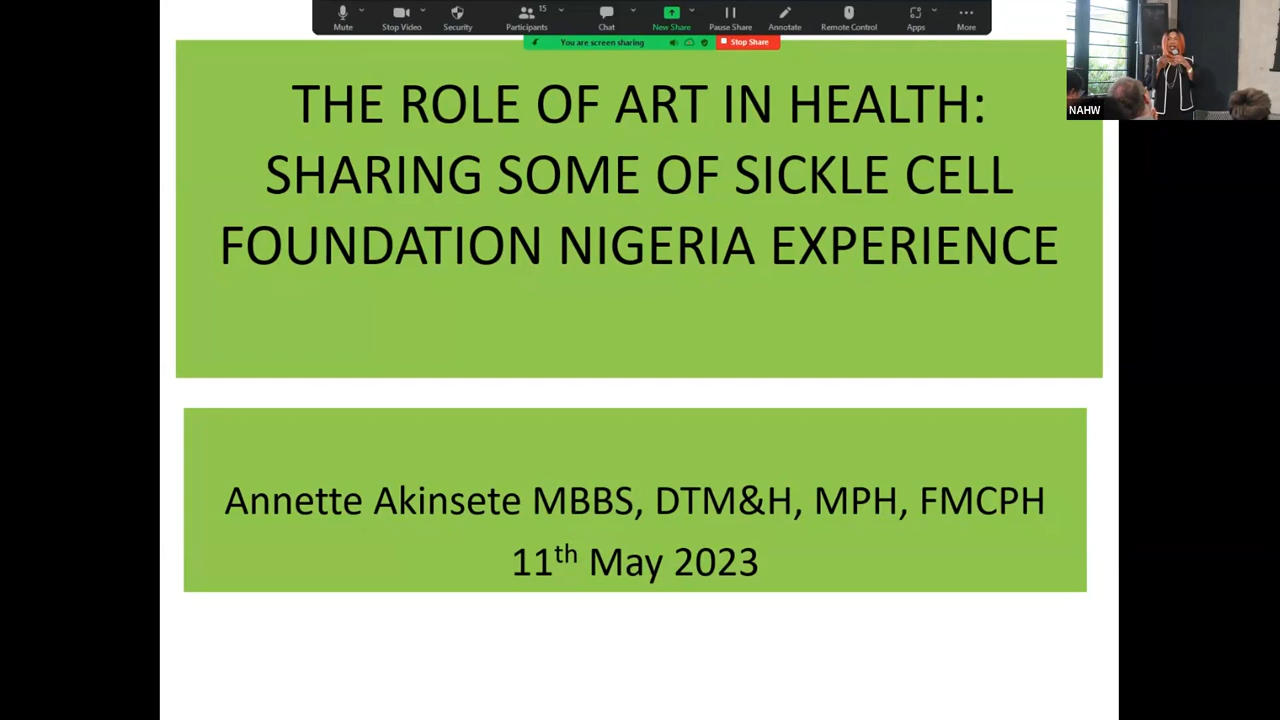 Mute
Stop Video
Security
15
Participants
Chat
New Share
Pause Share
Annotate
Remote Control
Apps
More
You are screen sharing
Stop Share
NAHW
THE ROLE OF ART IN HEALTH:
SHARING SOME OF SICKLE CELL
FOUNDATION NIGERIA EXPERIENCE
Annette Akinsete MBBS, DTM&H, MPH, FMCPH
11th May 2023